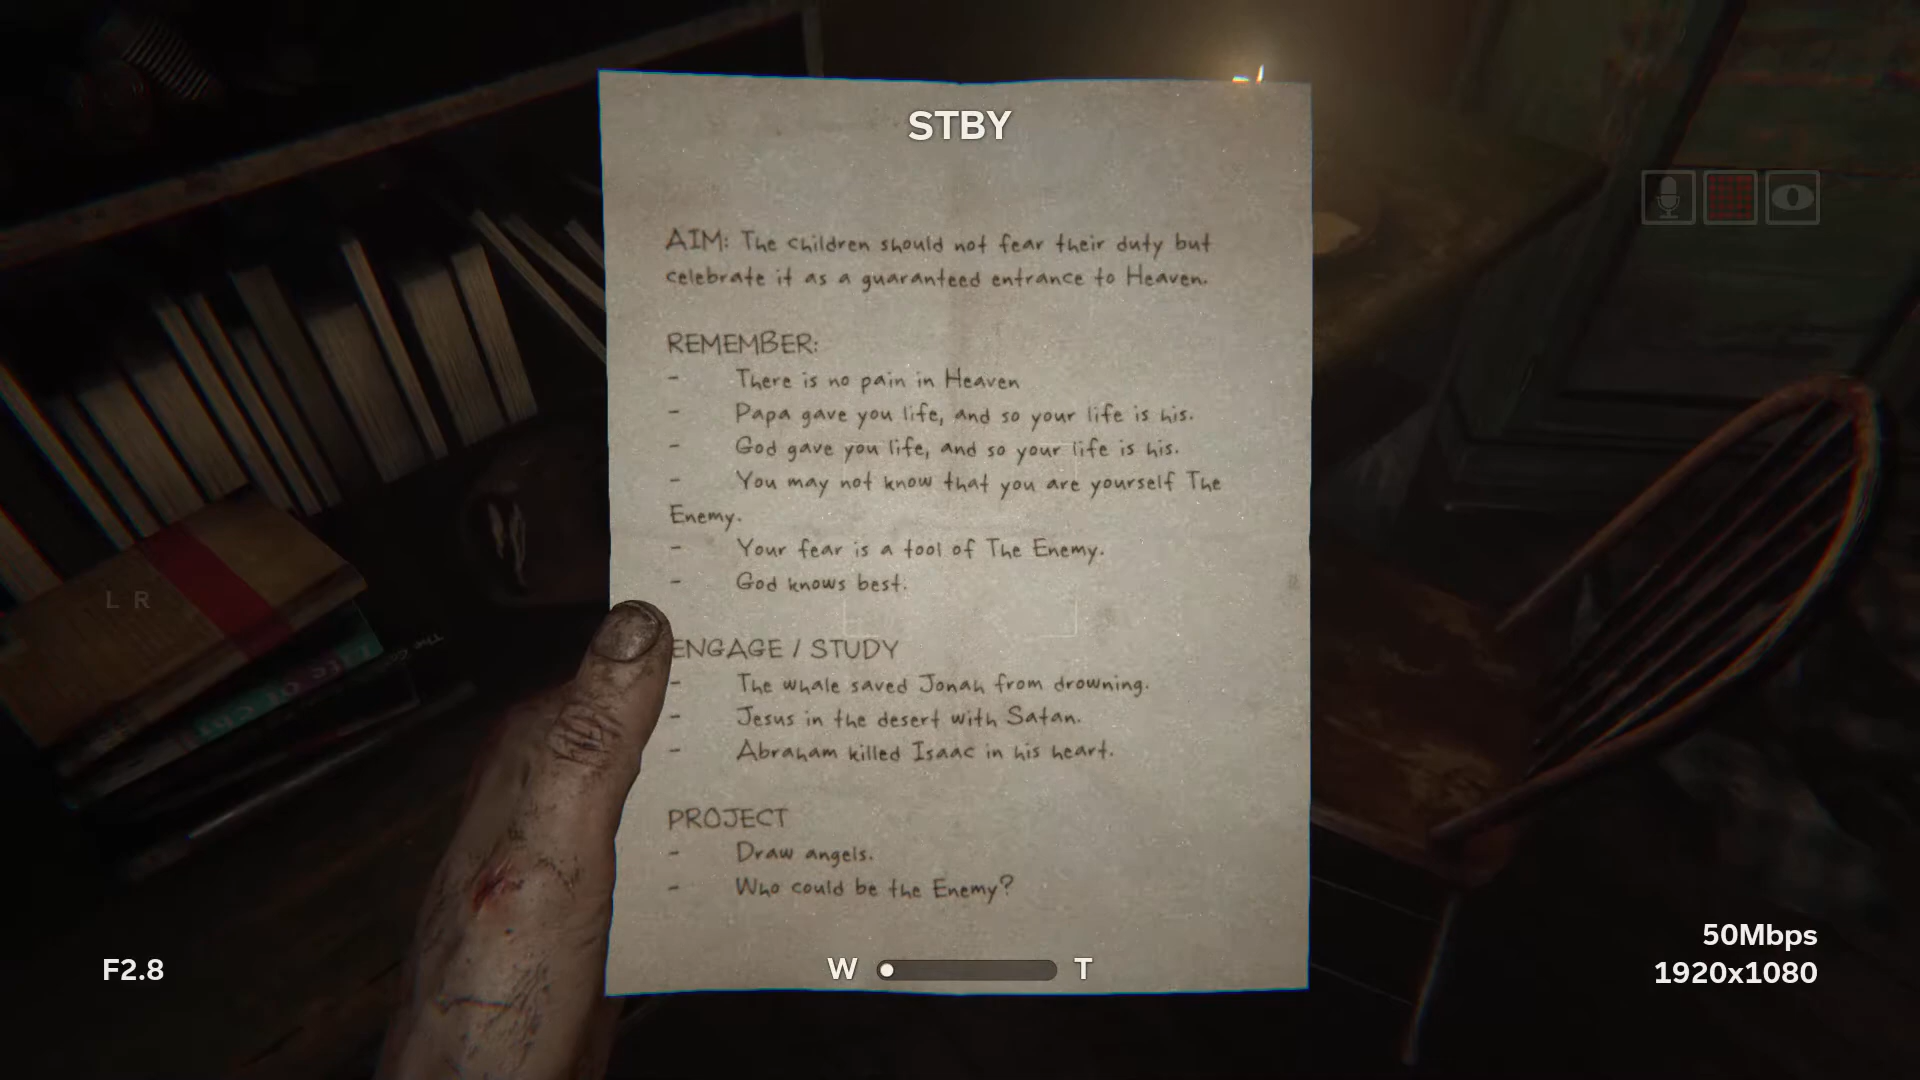 STBY
AIM: The children should not fear their duty but
celebrate it as a guaranteed entrance to Heaven.
REMEMBER:
- There is no pain in Heaven
- Papa gave you life, and so your life is his.
- God gave you life, and so your life is his.
- You may not know that you are yourself The
Enemy.
- Your fear is a tool of The Enemy.
- God knows best.
ENGAGE / STUDY
- The whale saved Jonah from drowning.
- Jesus in the desert with Satan.
- Abraham killed Isaac in his heart.
PROJECT
- Draw angels.
- Who could be the Enemy?
L R
F2.8
W T
50Mbps
1920x1080